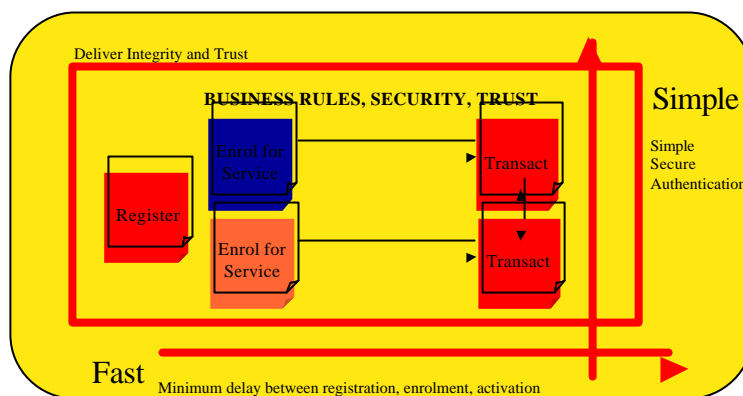 Deliver Integrity and Trust
BUSINESS RULES, SECURITY, TRUST
Simple
Simple
Secure
Authentication
Enrol for
Service
Transact
Register
Enrol for
Service
Transact
Fast
Minimum delay between registration, enrolment, activation